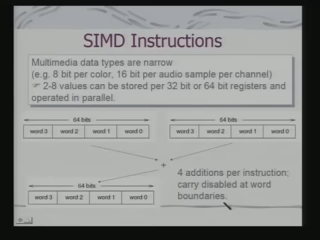 SIMD Instructions
Multimedia data types are narrow
(e.g. 8 bit per color, 16 bit per audio sample per channel)
☞ 2-8 values can be stored per 32 bit or 64 bit registers and
operated in parallel.
64 bits
word 3 word 2 word 1 word 0
64 bits
word 3 word 2 word 1 word 0
+
4 additions per instruction;
carry disabled at word
boundaries.
64 bits
word 3 word 2 word 1 word 0